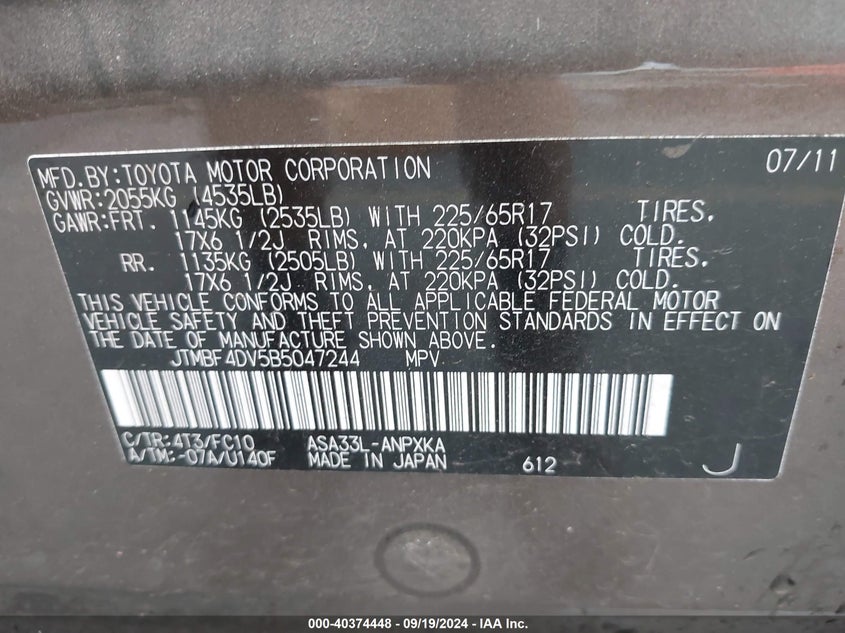 MFD.BY:TOYOTA MOTOR CORPORATION 07/11
GVWR:2055KG (4535LB)
GAWR:FRT. 1145KG (2535LB) WITH 225/65R17 TIRES.
17X6 1/2J RIMS, AT 220KPA (32PSI) COLD.
RR. 1135KG (2505LB) WITH 225/65R17 TIRES.
17X6 1/2J RIMS, AT 220KPA (32PSI) COLD.
THIS VEHICLE CONFORMS TO ALL APPLICABLE FEDERAL MOTOR
VEHICLE SAFETY AND THEFT PREVENTION STANDARDS IN EFFECT ON
THE DATE OF MANUFACTURE SHOWN ABOVE.
JTMBF4DV5B5047244 MPV
C/TR:4T3/FC10 ASA33L-ANPXKA
A/TM:-07A/U140F MADE IN JAPAN 612 J
000-40374448 - 09/19/2024 - IAA Inc.